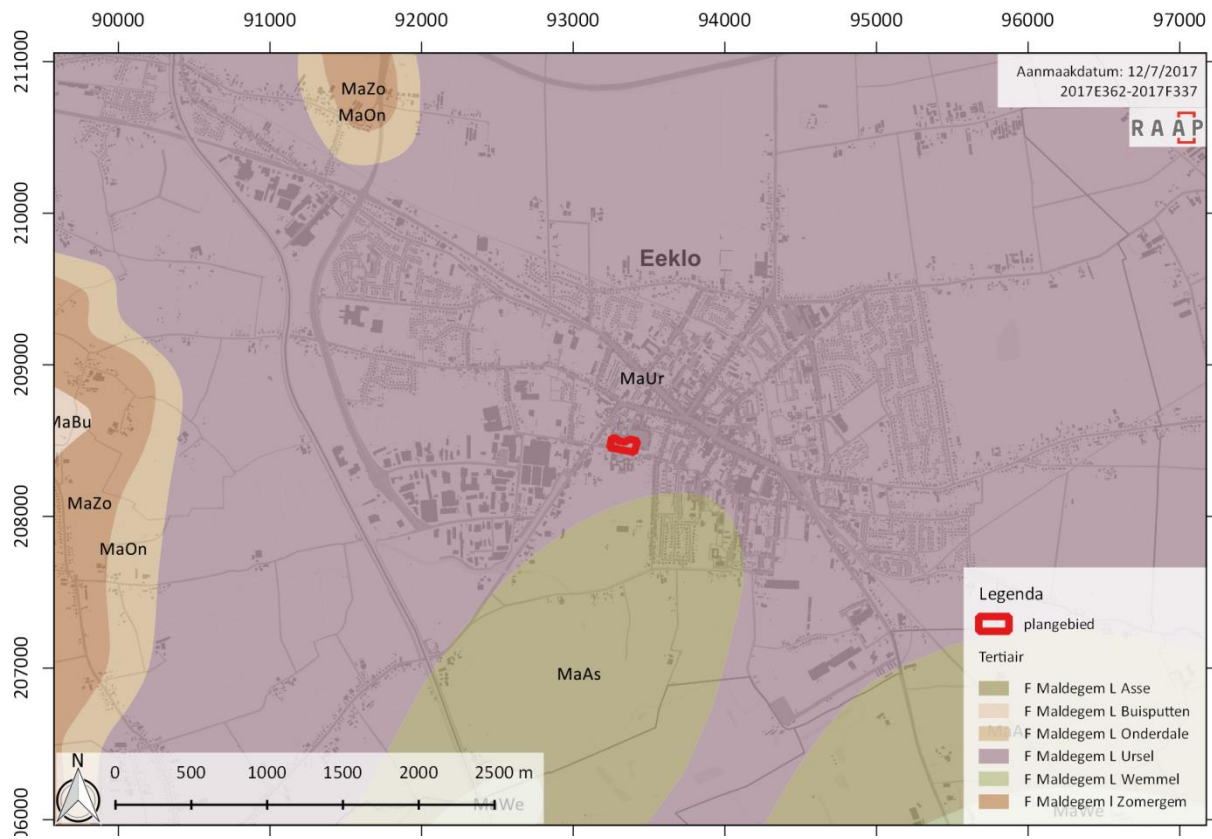 90000 91000 92000 93000 94000 95000 96000 97000
211000
210000
209000
208000
207000
206000
Aanmaakdatum: 12/7/2017
2017E362-2017F337
RAAP
MaZo
MaOn
Eeklo
MaUr
MaBu
MaZo
MaOn
MaAs
MaWe
MaWe
Legenda
plangebied
Tertiair
F Maldegem L Asse
F Maldegem L Buisputten
F Maldegem L Onderdale
F Maldegem L Ursel
F Maldegem L Wemmel
F Maldegem l Zomergem
N
0 500 1000 1500 2000 2500 m